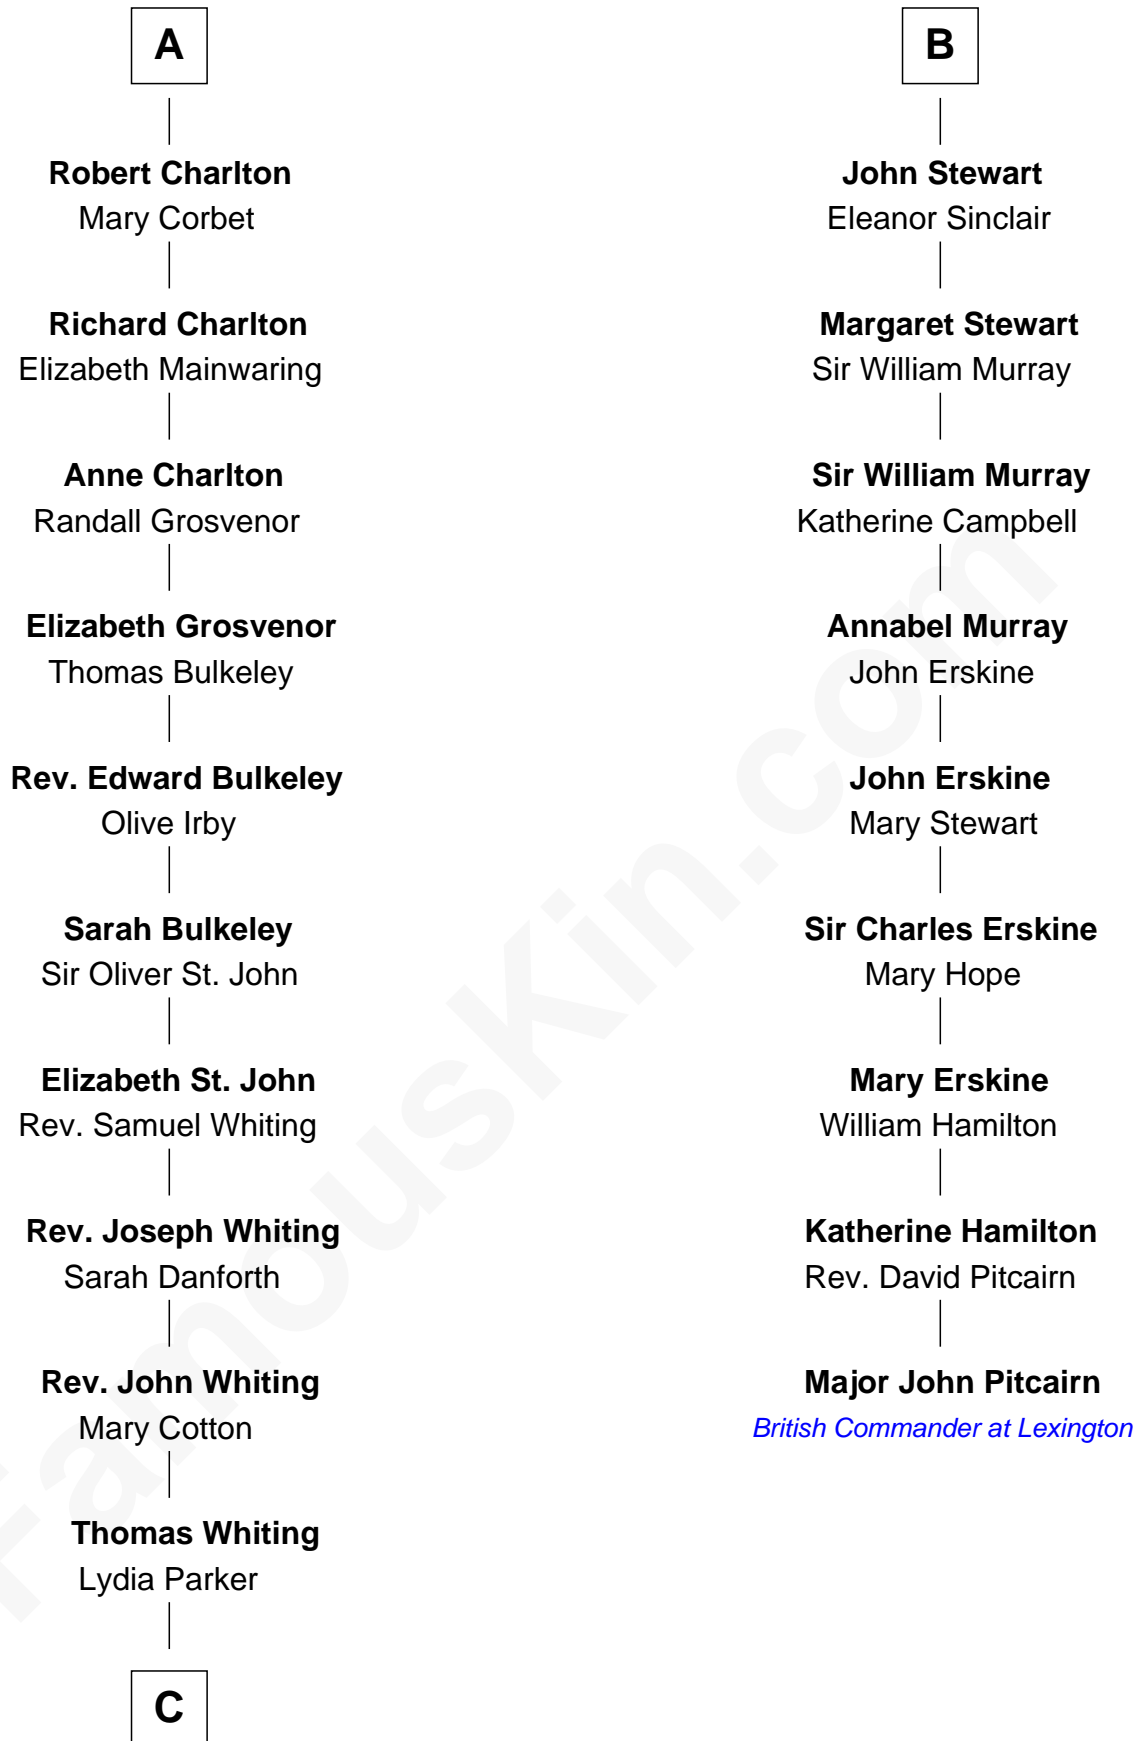 A
Robert Charlton
Mary Corbet
Richard Charlton
Elizabeth Mainwaring
Anne Charlton
Randall Grosvenor
Elizabeth Grosvenor
Thomas Bulkeley
Rev. Edward Bulkeley
Olive Irby
Sarah Bulkeley
Sir Oliver St. John
Elizabeth St. John
Rev. Samuel Whiting
Rev. Joseph Whiting
Sarah Danforth
Rev. John Whiting
Mary Cotton
Thomas Whiting
Lydia Parker
C
B
John Stewart
Eleanor Sinclair
Margaret Stewart
Sir William Murray
Sir William Murray
Katherine Campbell
Annabel Murray
John Erskine
John Erskine
Mary Stewart
Sir Charles Erskine
Mary Hope
Mary Erskine
William Hamilton
Katherine Hamilton
Rev. David Pitcairn
Major John Pitcairn
British Commander at Lexington
FamousKin.com